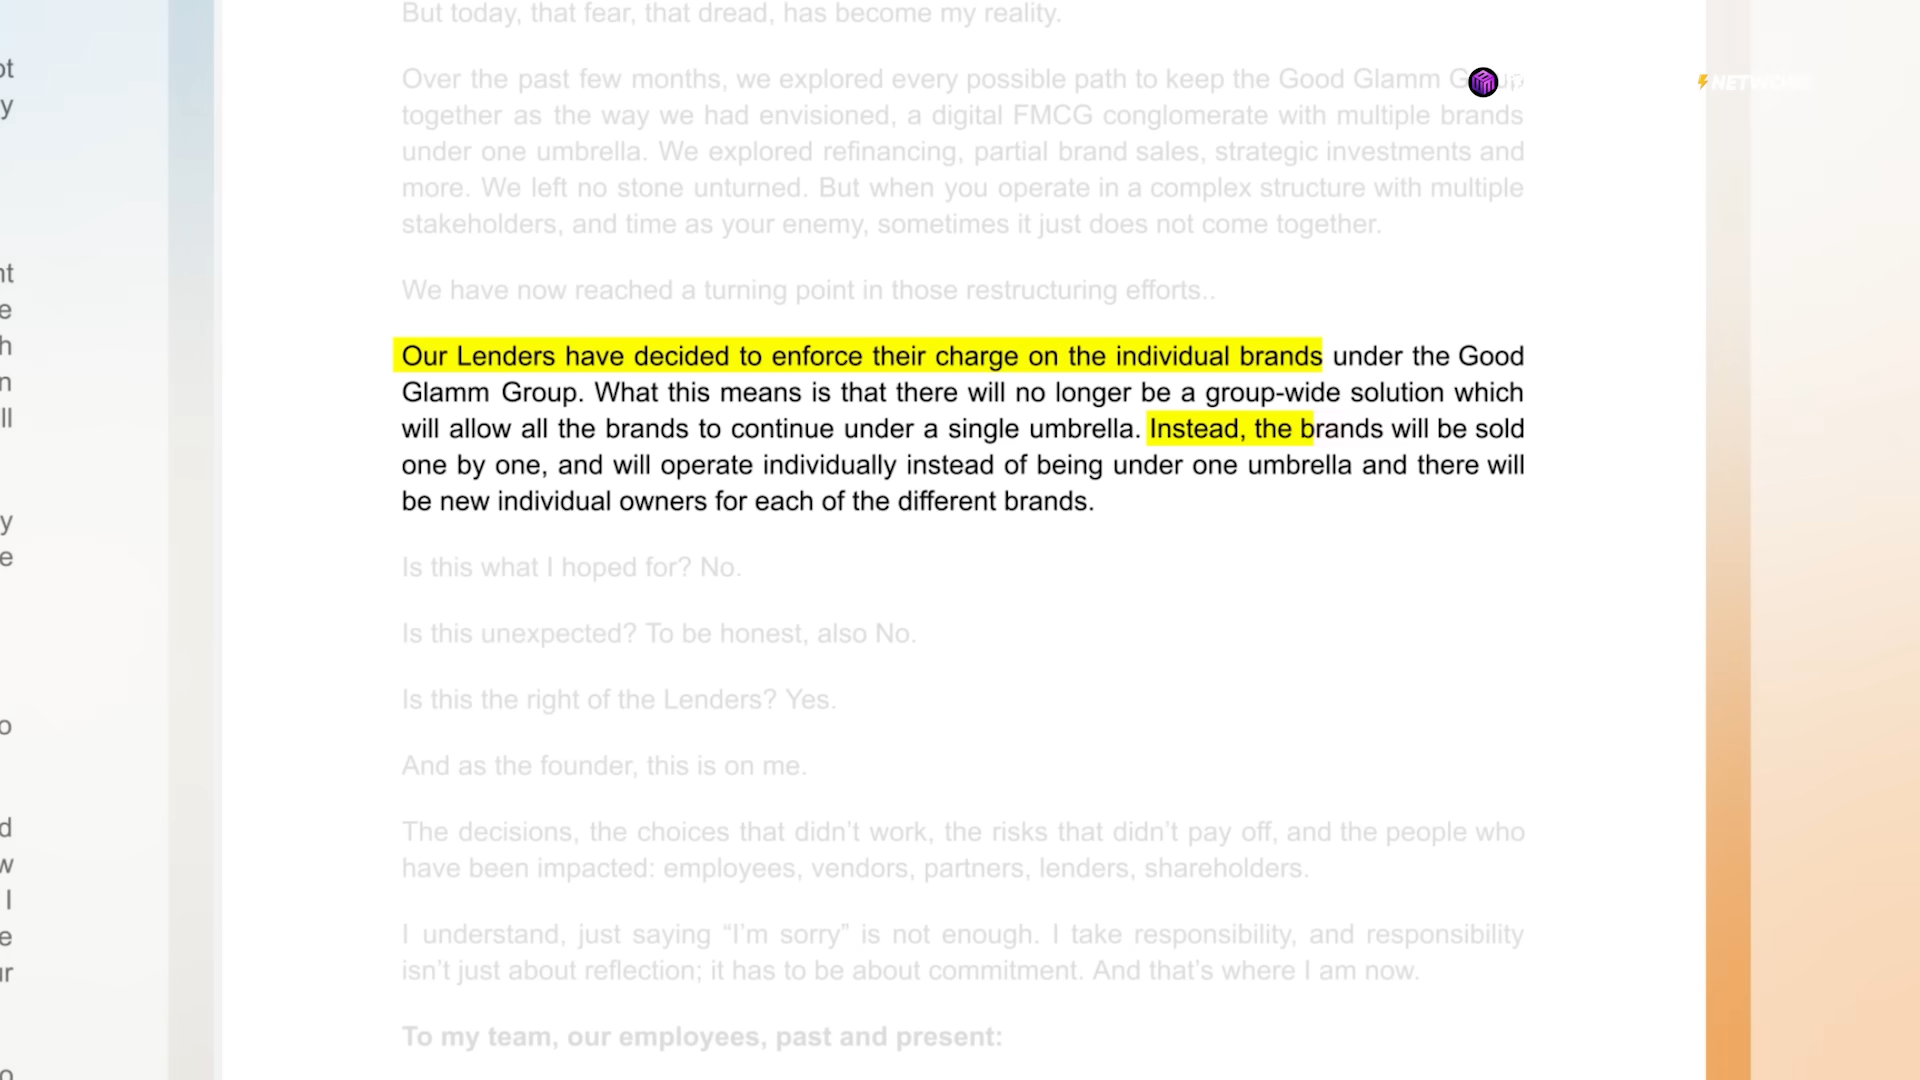 But today, that fear, that dread, has become my reality.
Over the past few months, we explored every possible path to keep the Good Glamm Group
together as the way we had envisioned, a digital FMCG conglomerate with multiple brands
under one umbrella. We explored refinancing, partial brand sales, strategic investments and
more. We left no stone unturned. But when you operate in a complex structure with multiple
stakeholders, and time as your enemy, sometimes it just does not come together.
We have now reached a turning point in those restructuring efforts..
Our Lenders have decided to enforce their charge on the individual brands under the Good
Glamm Group. What this means is that there will no longer be a group-wide solution which
will allow all the brands to continue under a single umbrella. Instead, the brands will be sold
one by one, and will operate individually instead of being under one umbrella and there will
be new individual owners for each of the different brands.
Is this what I hoped for? No.
Is this unexpected? To be honest, also No.
Is this the right of the Lenders? Yes.
And as the founder, this is on me.
The decisions, the choices that didn’t work, the risks that didn’t pay off, and the people who
have been impacted: employees, vendors, partners, lenders, shareholders.
I understand, just saying “I’m sorry” is not enough. I take responsibility, and responsibility
isn’t just about reflection; it has to be about commitment. And that’s where I am now.
To my team, our employees, past and present:
NETWORK